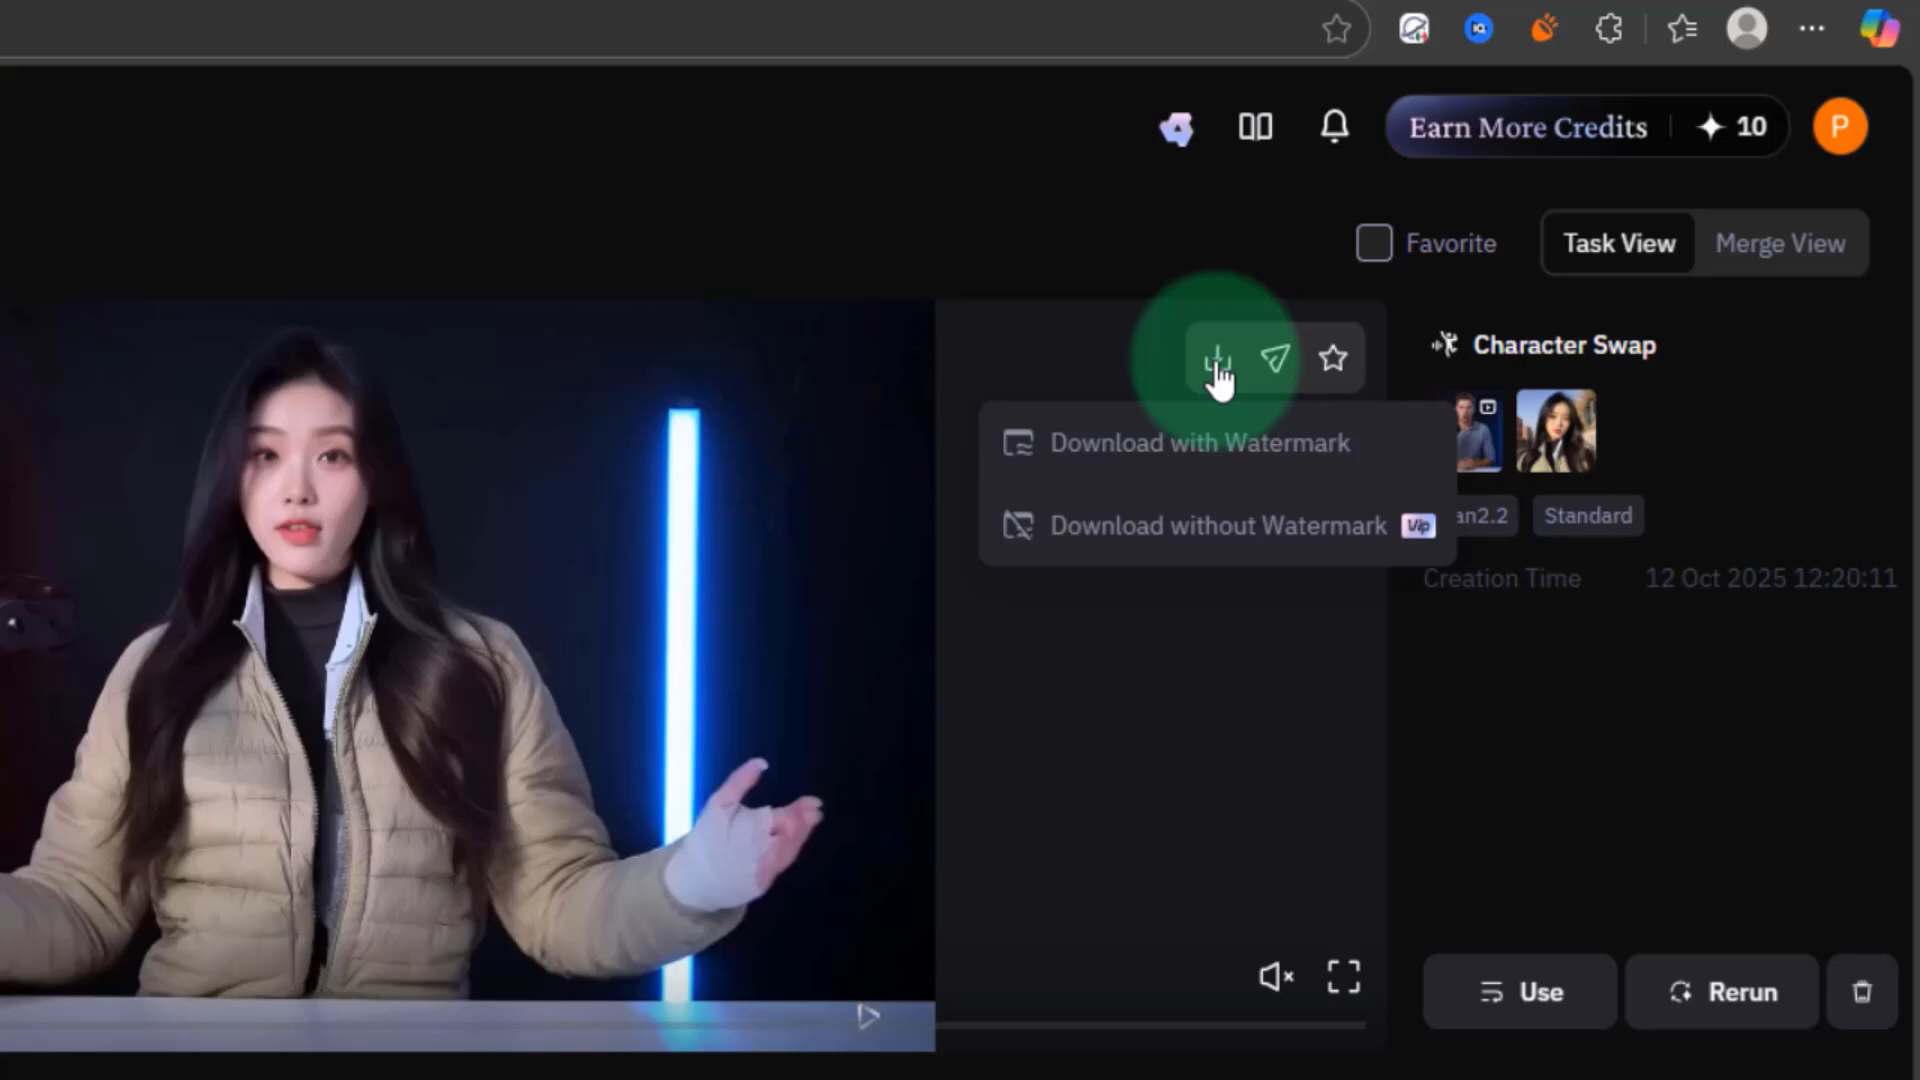 Earn More Credits
10
P
Favorite
Task View
Merge View
Character Swap
Download with Watermark
Download without Watermark
Vip
an2.2
Standard
Creation Time
12 Oct 2025 12:20:11
Use
Rerun